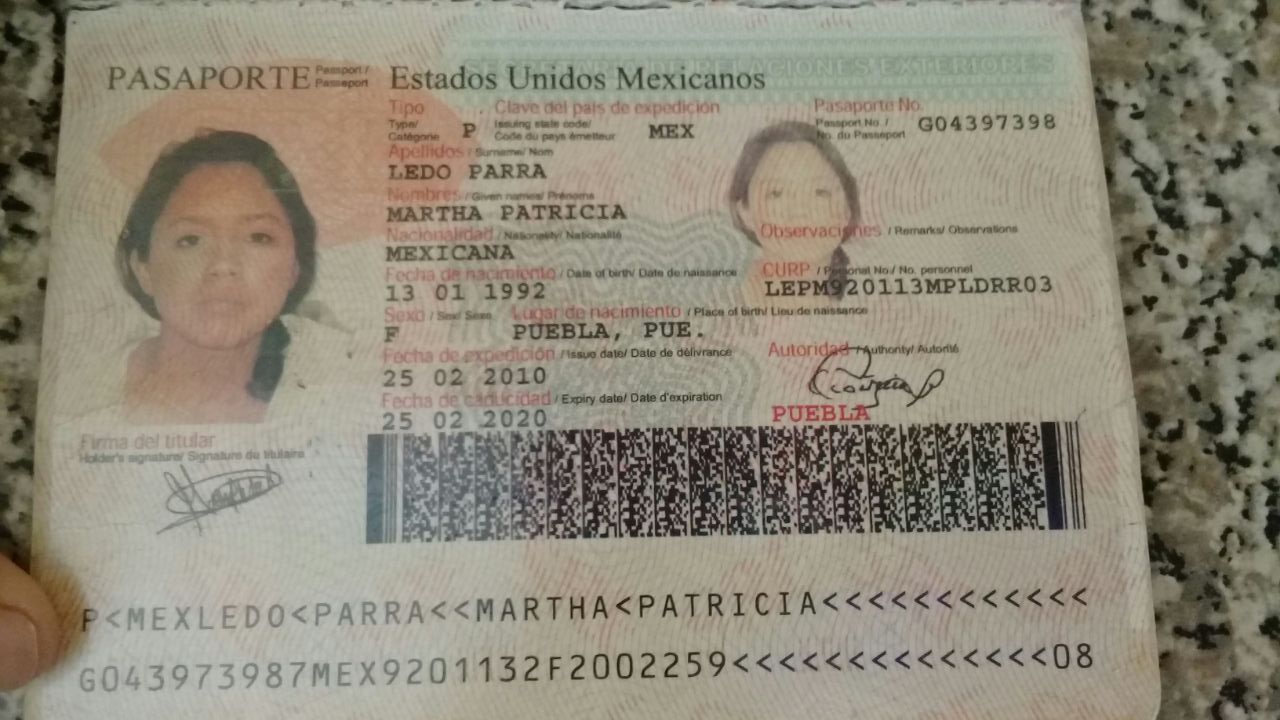 SECRETARÍA DE RELACIONES EXTERIORES
PASAPORTE Passport / Passeport Estados Unidos Mexicanos
Tipo Clave del país de expedición Pasaporte No.
Type/ Catégorie P Issuing state code/ Code du pays émetteur MEX Passport No. / No. du Passeport G04397398
Apellidos / Surname/ Nom
LEDO PARRA
Nombres / Given names/ Prénoms
MARTHA PATRICIA
Nacionalidad / Nationality/ Nationalité Observaciones / Remarks/ Observations
MEXICANA
Fecha de nacimiento / Date of birth/ Date de naissance CURP / Personal No./ No. personnel
13 01 1992 LEPM920113MPLDRR03
Sexo / Sex/ Sexe Lugar de nacimiento / Place of birth/ Lieu de naissance
F PUEBLA, PUE.
Fecha de expedición / Issue date/ Date de délivrance Autoridad / Authority/ Autorité
25 02 2010
Fecha de caducidad / Expiry date/ Date d'expiration
25 02 2020 PUEBLA
Firma del titular
Holder's signature/ Signature du titulaire
P<MEXLEDO<PARRA<<MARTHA<PATRICIA<<<<<<<<<<<<
G043973987MEX9201132F2002259<<<<<<<<<<<<<<08